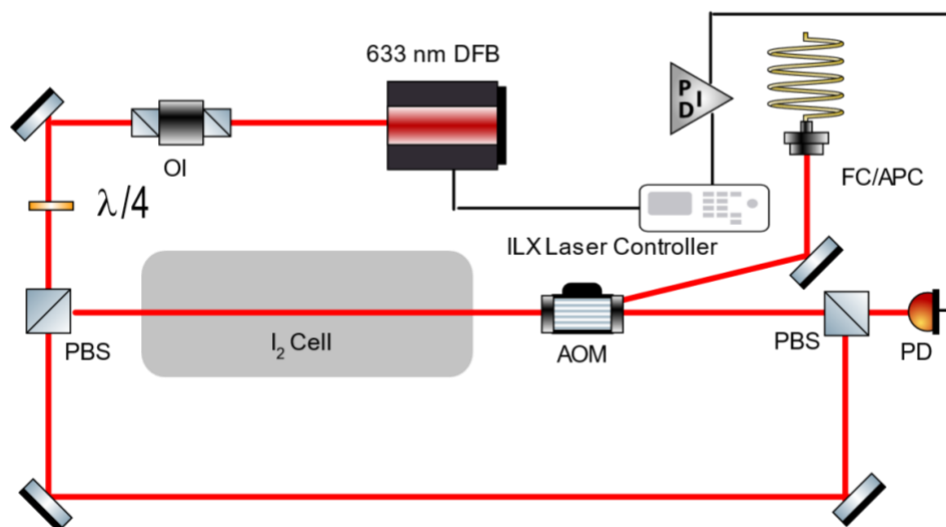 633 nm DFB
P
I
D
OI
FC/APC
λ/4
ILX Laser Controller
PBS
I₂ Cell
AOM
PBS
PD